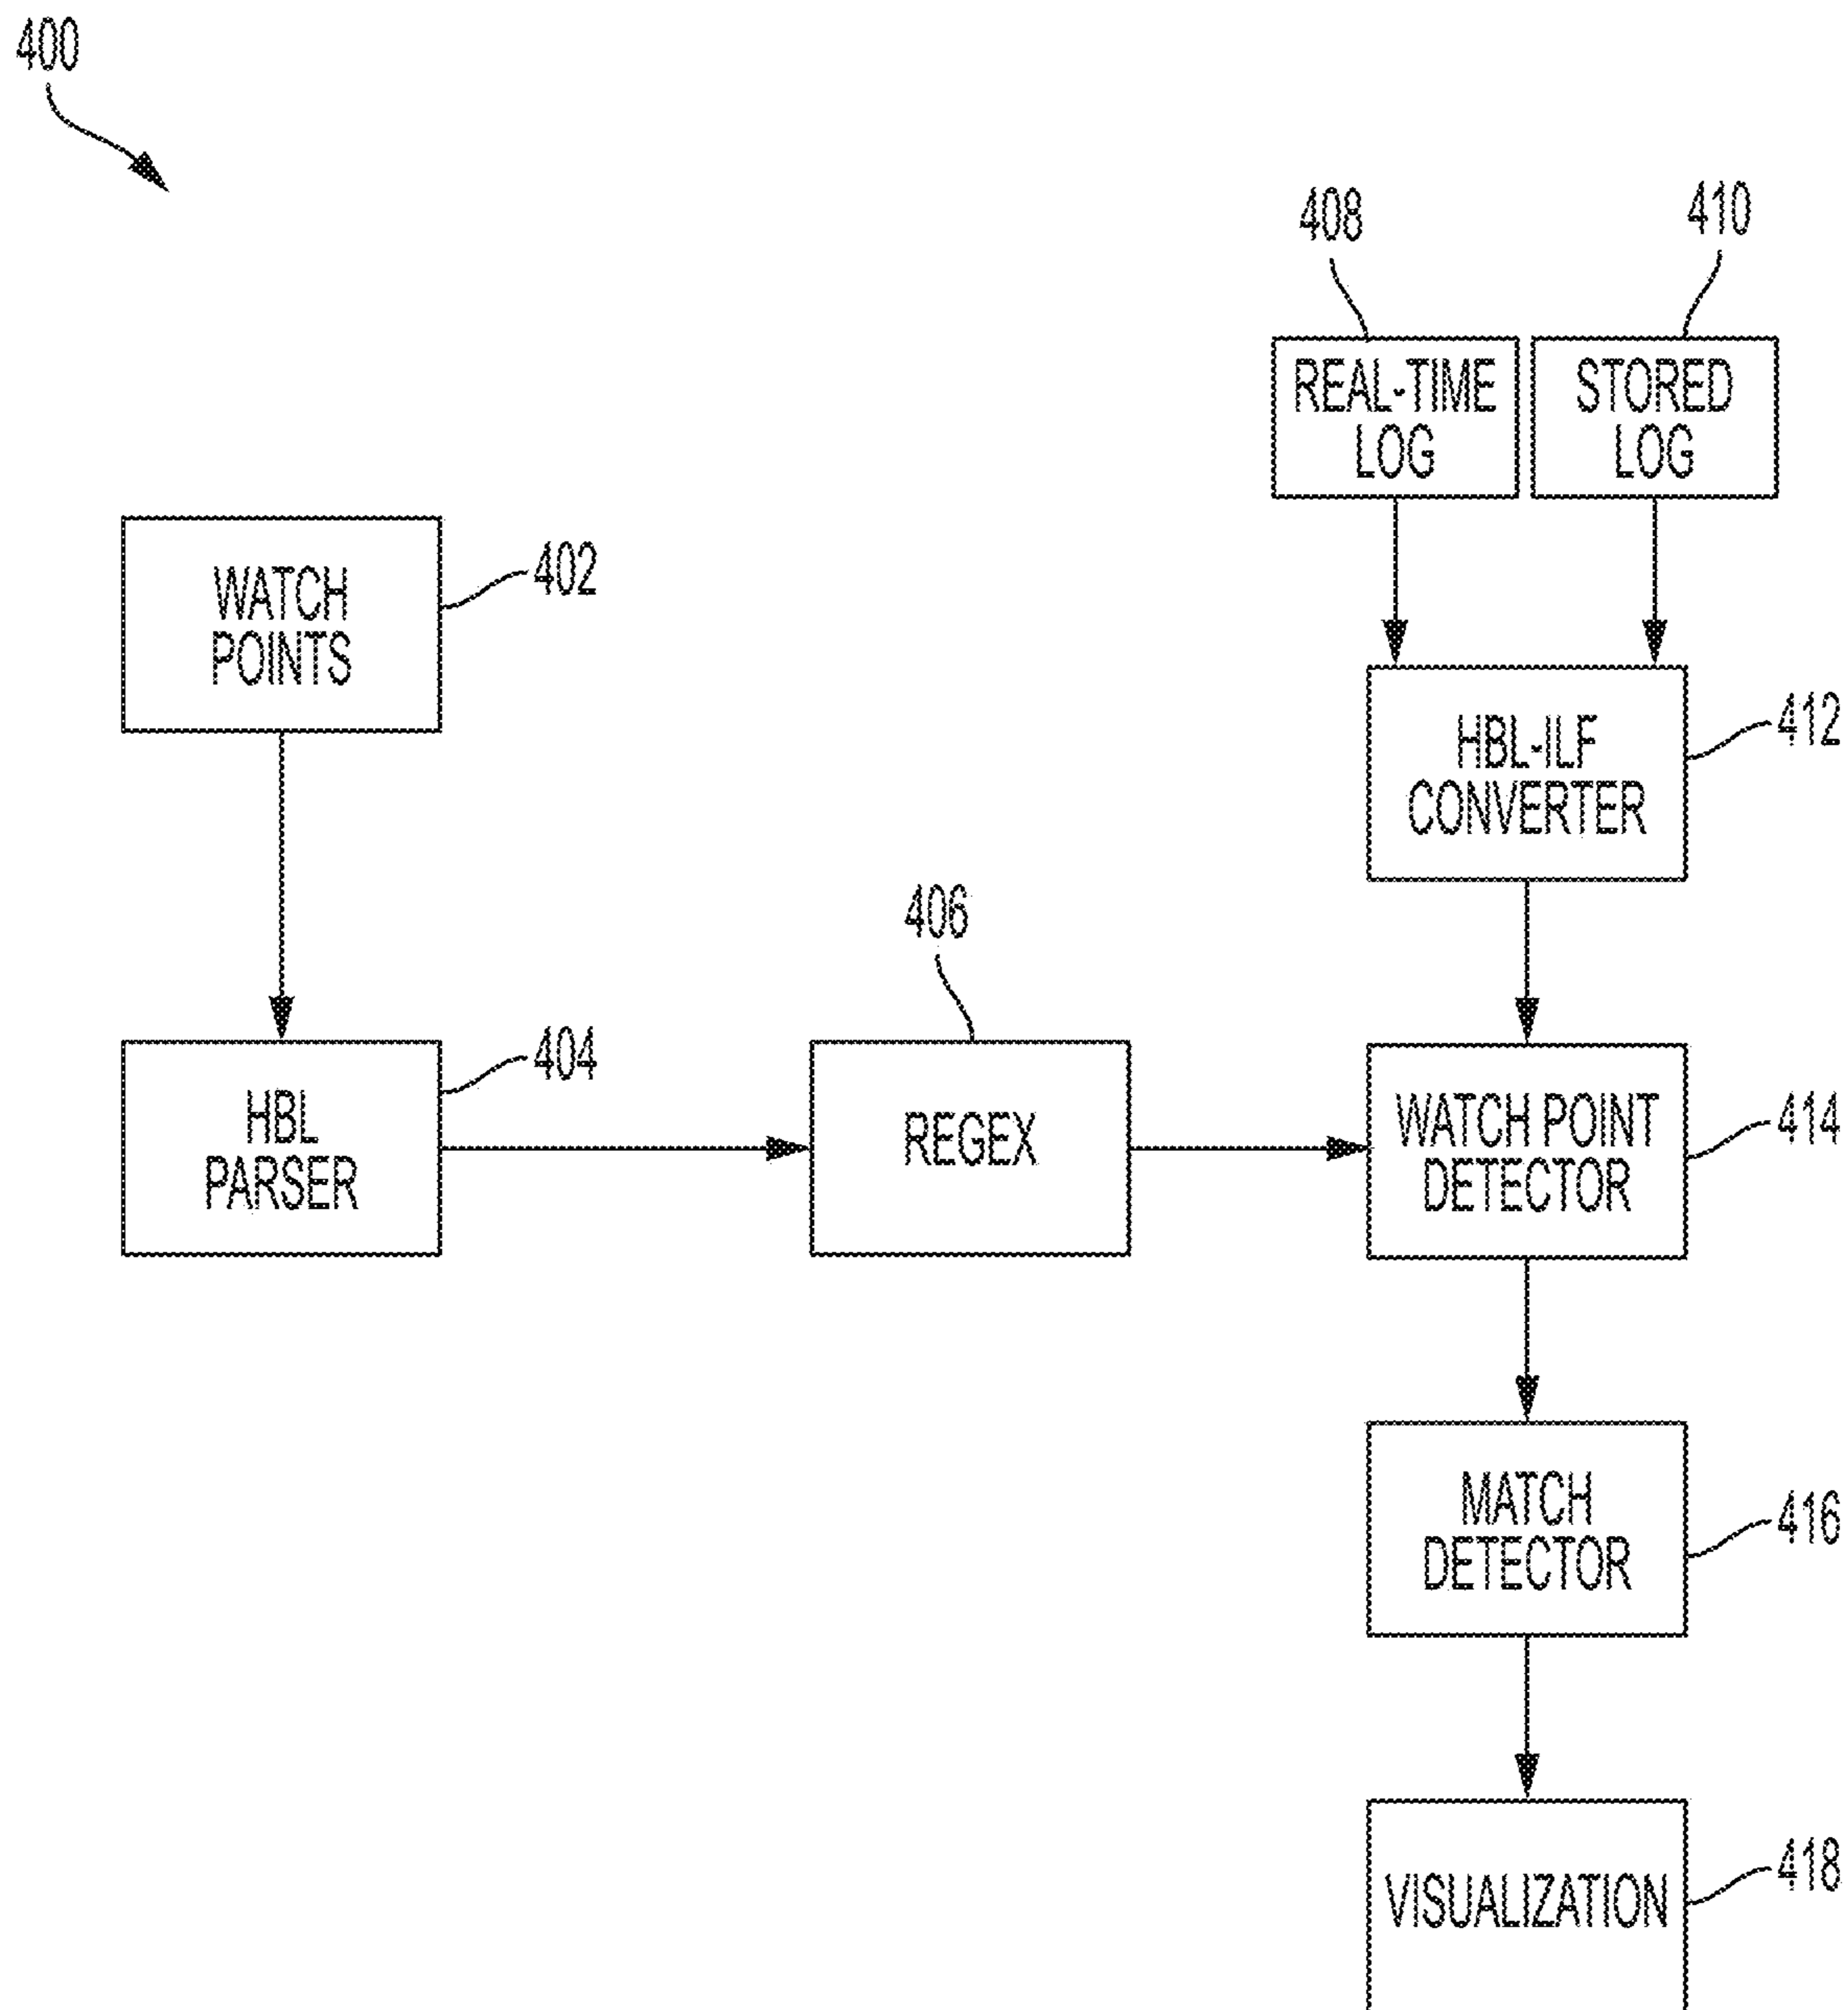 400
408
410
REAL-TIME
LOG
STORED
LOG
WATCH
POINTS
402
HBL-ILF
CONVERTER
412
406
HBL
PARSER
404
REGEX
WATCH POINT
DETECTOR
414
MATCH
DETECTOR
416
VISUALIZATION
418